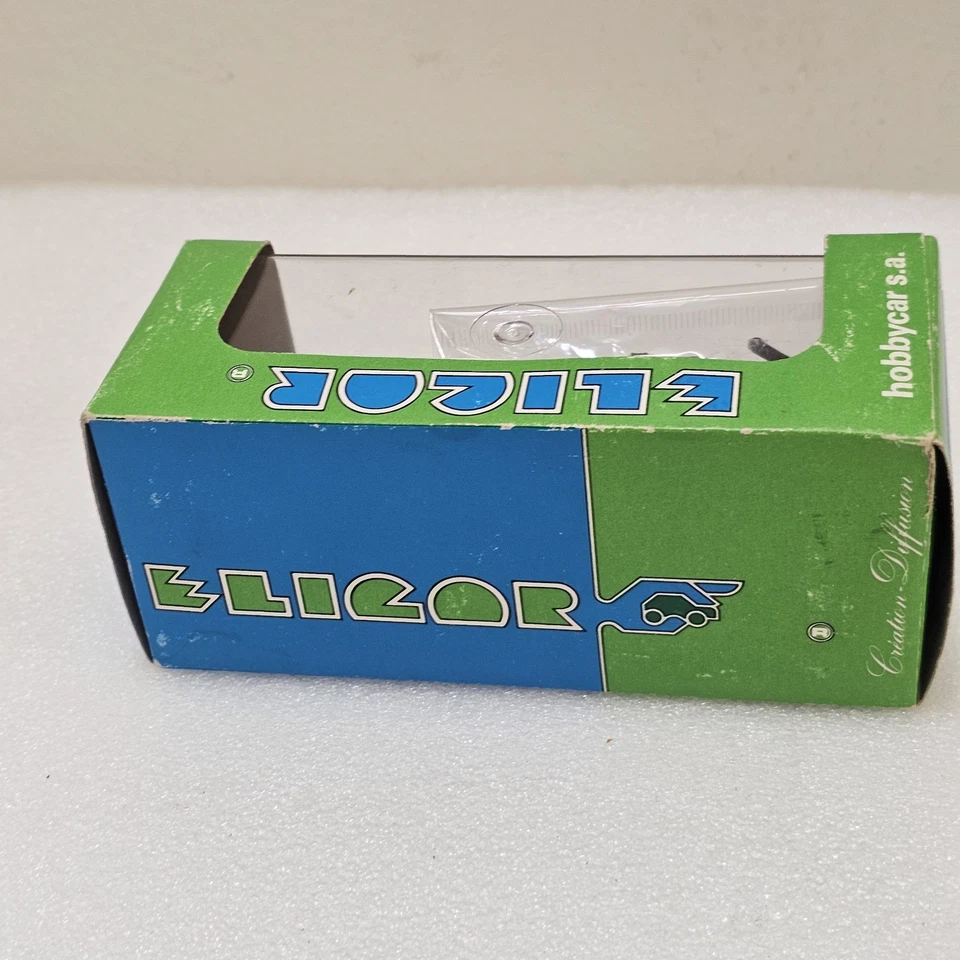 ELIGOR ®
hobbycar s.a.
ELIGOR
®
Création-Diffusion